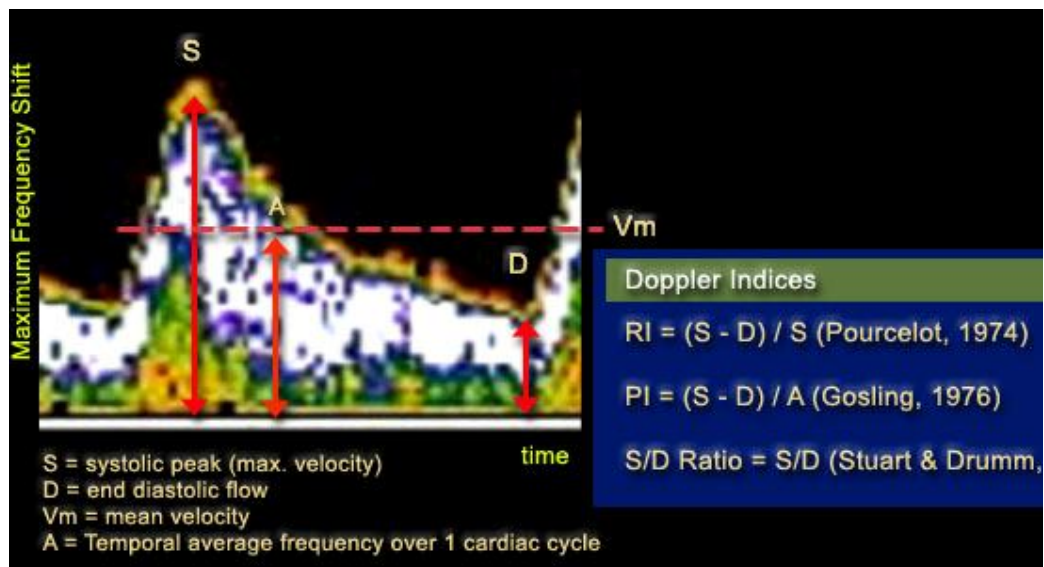 S
Maximum Frequency Shift
A
Vm
D
Doppler Indices
RI = (S - D) / S (Pourcelot, 1974)
PI = (S - D) / A (Gosling, 1976)
S/D Ratio = S/D (Stuart & Drumm,
time
S = systolic peak (max. velocity)
D = end diastolic flow
Vm = mean velocity
A = Temporal average frequency over 1 cardiac cycle